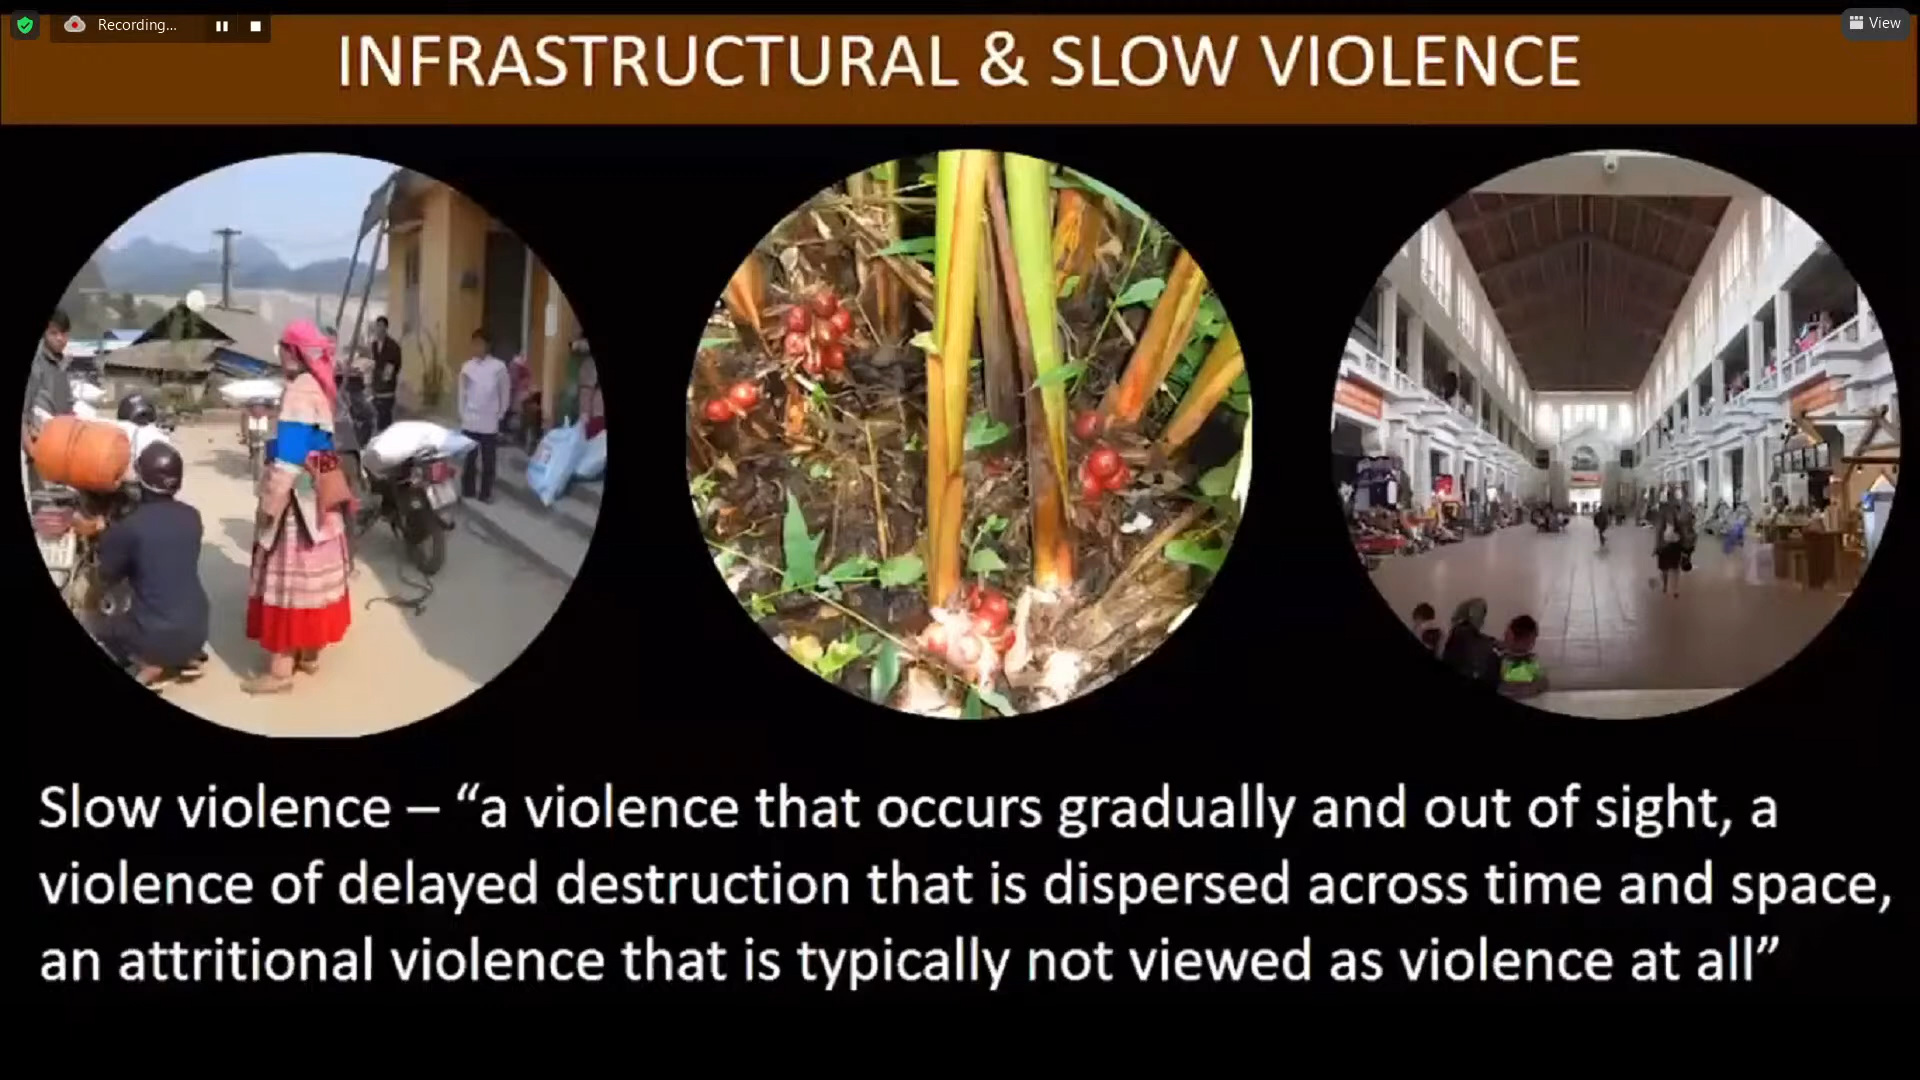 Recording...
View
INFRASTRUCTURAL & SLOW VIOLENCE
Slow violence – “a violence that occurs gradually and out of sight, a
violence of delayed destruction that is dispersed across time and space,
an attritional violence that is typically not viewed as violence at all”